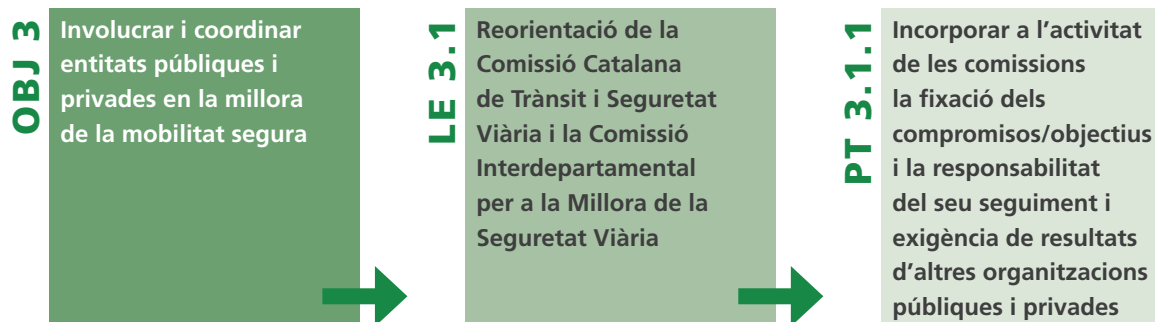 OBJ 3
Involucrar i coordinar
entitats públiques i
privades en la millora
de la mobilitat segura
LE 3.1
Reorientació de la
Comissió Catalana
de Trànsit i Seguretat
Viària i la Comissió
Interdepartamental
per a la Millora de la
Seguretat Viària
PT 3.1.1
Incorporar a l’activitat
de les comissions
la fixació dels
compromisos/objectius
i la responsabilitat
del seu seguiment i
exigència de resultats
d’altres organitzacions
públiques i privades